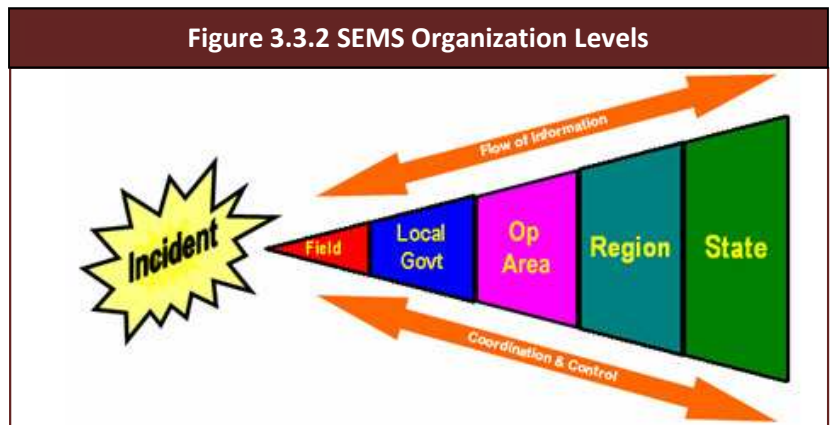 Figure 3.3.2 SEMS Organization Levels
Flow of Information
Incident
Field
Local
Govt
Op
Area
Region
State
Coordination & Control